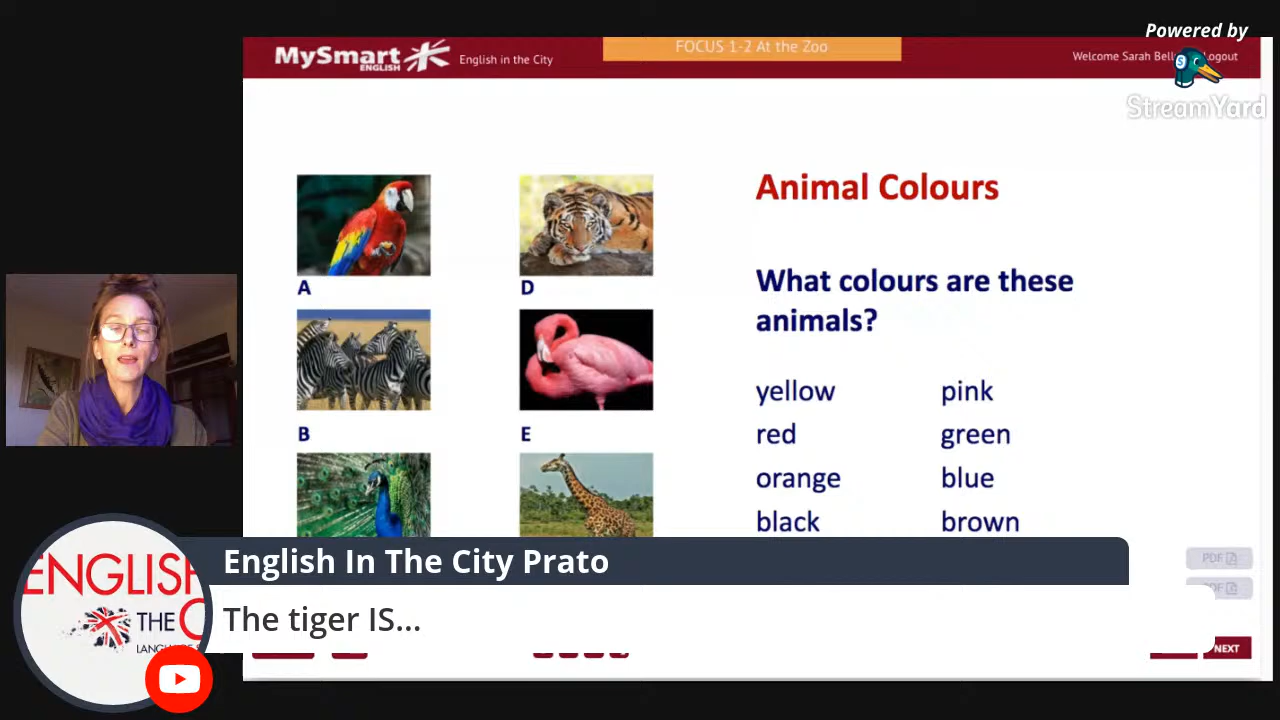 Powered by
StreamYard
MySmart
ENGLISH
English in the City
FOCUS 1-2 At the Zoo
Welcome Sarah
Logout
Animal Colours
What colours are these
animals?
yellow
pink
red
green
orange
blue
black
brown
A
D
B
E
PDF
PDF
English In The City Prato
The tiger IS...
ENGLISH
THE C
NEXT